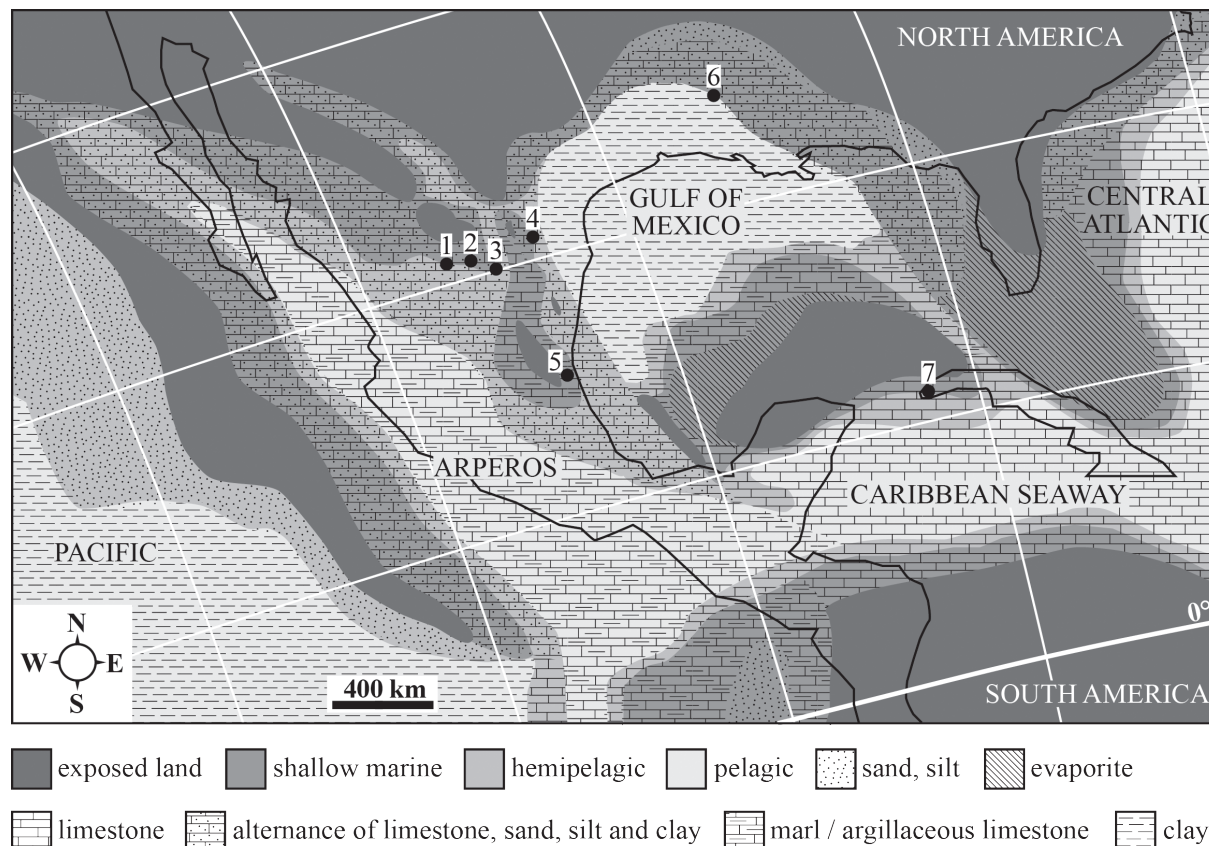 NORTH AMERICA
6
GULF OF
MEXICO
CENTRAL
ATLANTIC
4
1
2
3
5
7
ARPEROS
CARIBBEAN SEAWAY
PACIFIC
0°
N
W
E
S
400 km
SOUTH AMERICA
exposed land
shallow marine
hemipelagic
pelagic
sand, silt
evaporite
limestone
alternance of limestone, sand, silt and clay
marl / argillaceous limestone
clay